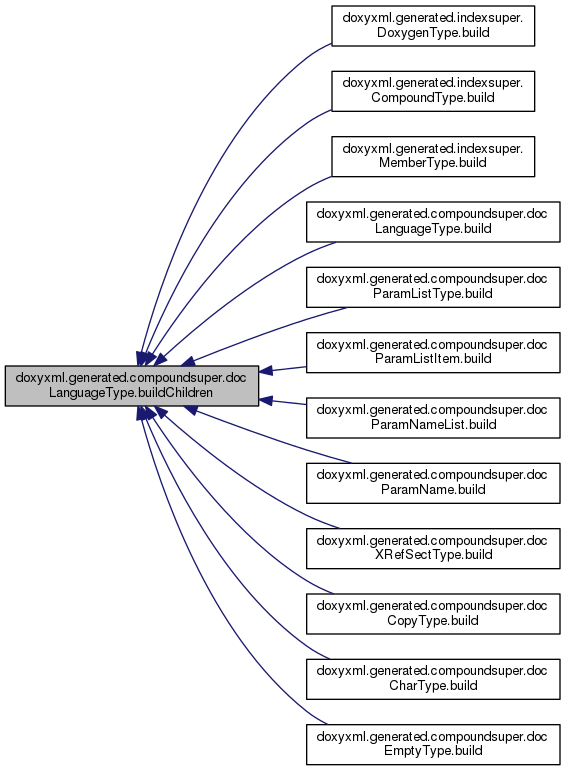 doxyxml.generated.indexsuper.
DoxygenType.build
doxyxml.generated.indexsuper.
CompoundType.build
doxyxml.generated.indexsuper.
MemberType.build
doxyxml.generated.compoundsuper.doc
LanguageType.build
doxyxml.generated.compoundsuper.doc
ParamListType.build
doxyxml.generated.compoundsuper.doc
ParamListItem.build
doxyxml.generated.compoundsuper.doc
LanguageType.buildChildren
doxyxml.generated.compoundsuper.doc
ParamNameList.build
doxyxml.generated.compoundsuper.doc
ParamName.build
doxyxml.generated.compoundsuper.doc
XRefSectType.build
doxyxml.generated.compoundsuper.doc
CopyType.build
doxyxml.generated.compoundsuper.doc
CharType.build
doxyxml.generated.compoundsuper.doc
EmptyType.build